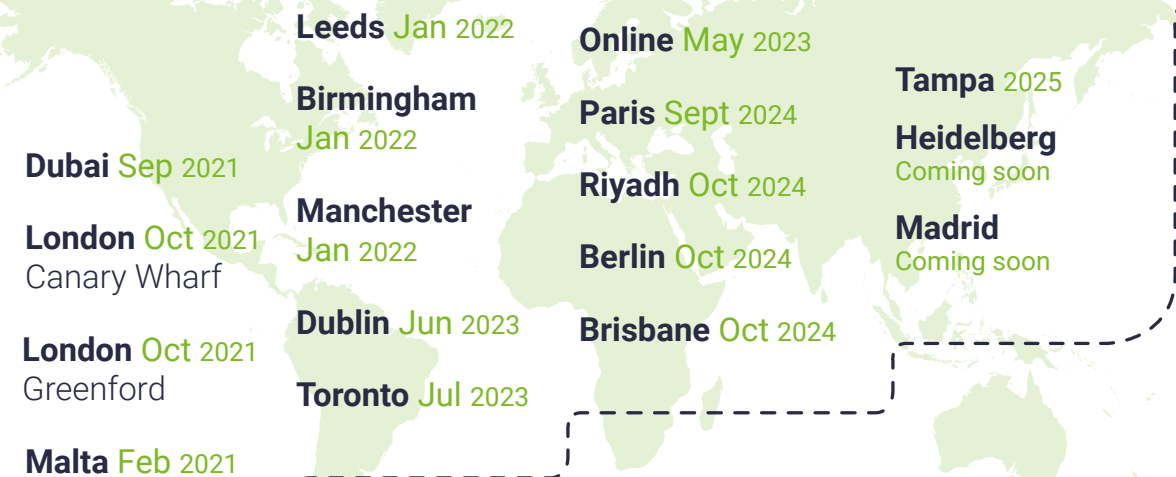 Dubai Sep 2021
London Oct 2021
Canary Wharf
London Oct 2021
Greenford
Malta Feb 2021
Leeds Jan 2022
Birmingham
Jan 2022
Manchester
Jan 2022
Dublin Jun 2023
Toronto Jul 2023
Online May 2023
Paris Sept 2024
Riyadh Oct 2024
Berlin Oct 2024
Brisbane Oct 2024
Tampa 2025
Heidelberg
Coming soon
Madrid
Coming soon